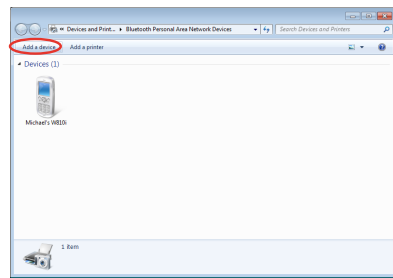 Devices and Print... ▸ Bluetooth Personal Area Network Devices
Search Devices and Printers
Add a device
Add a printer
Devices (1)
Michael's W810i
1 item